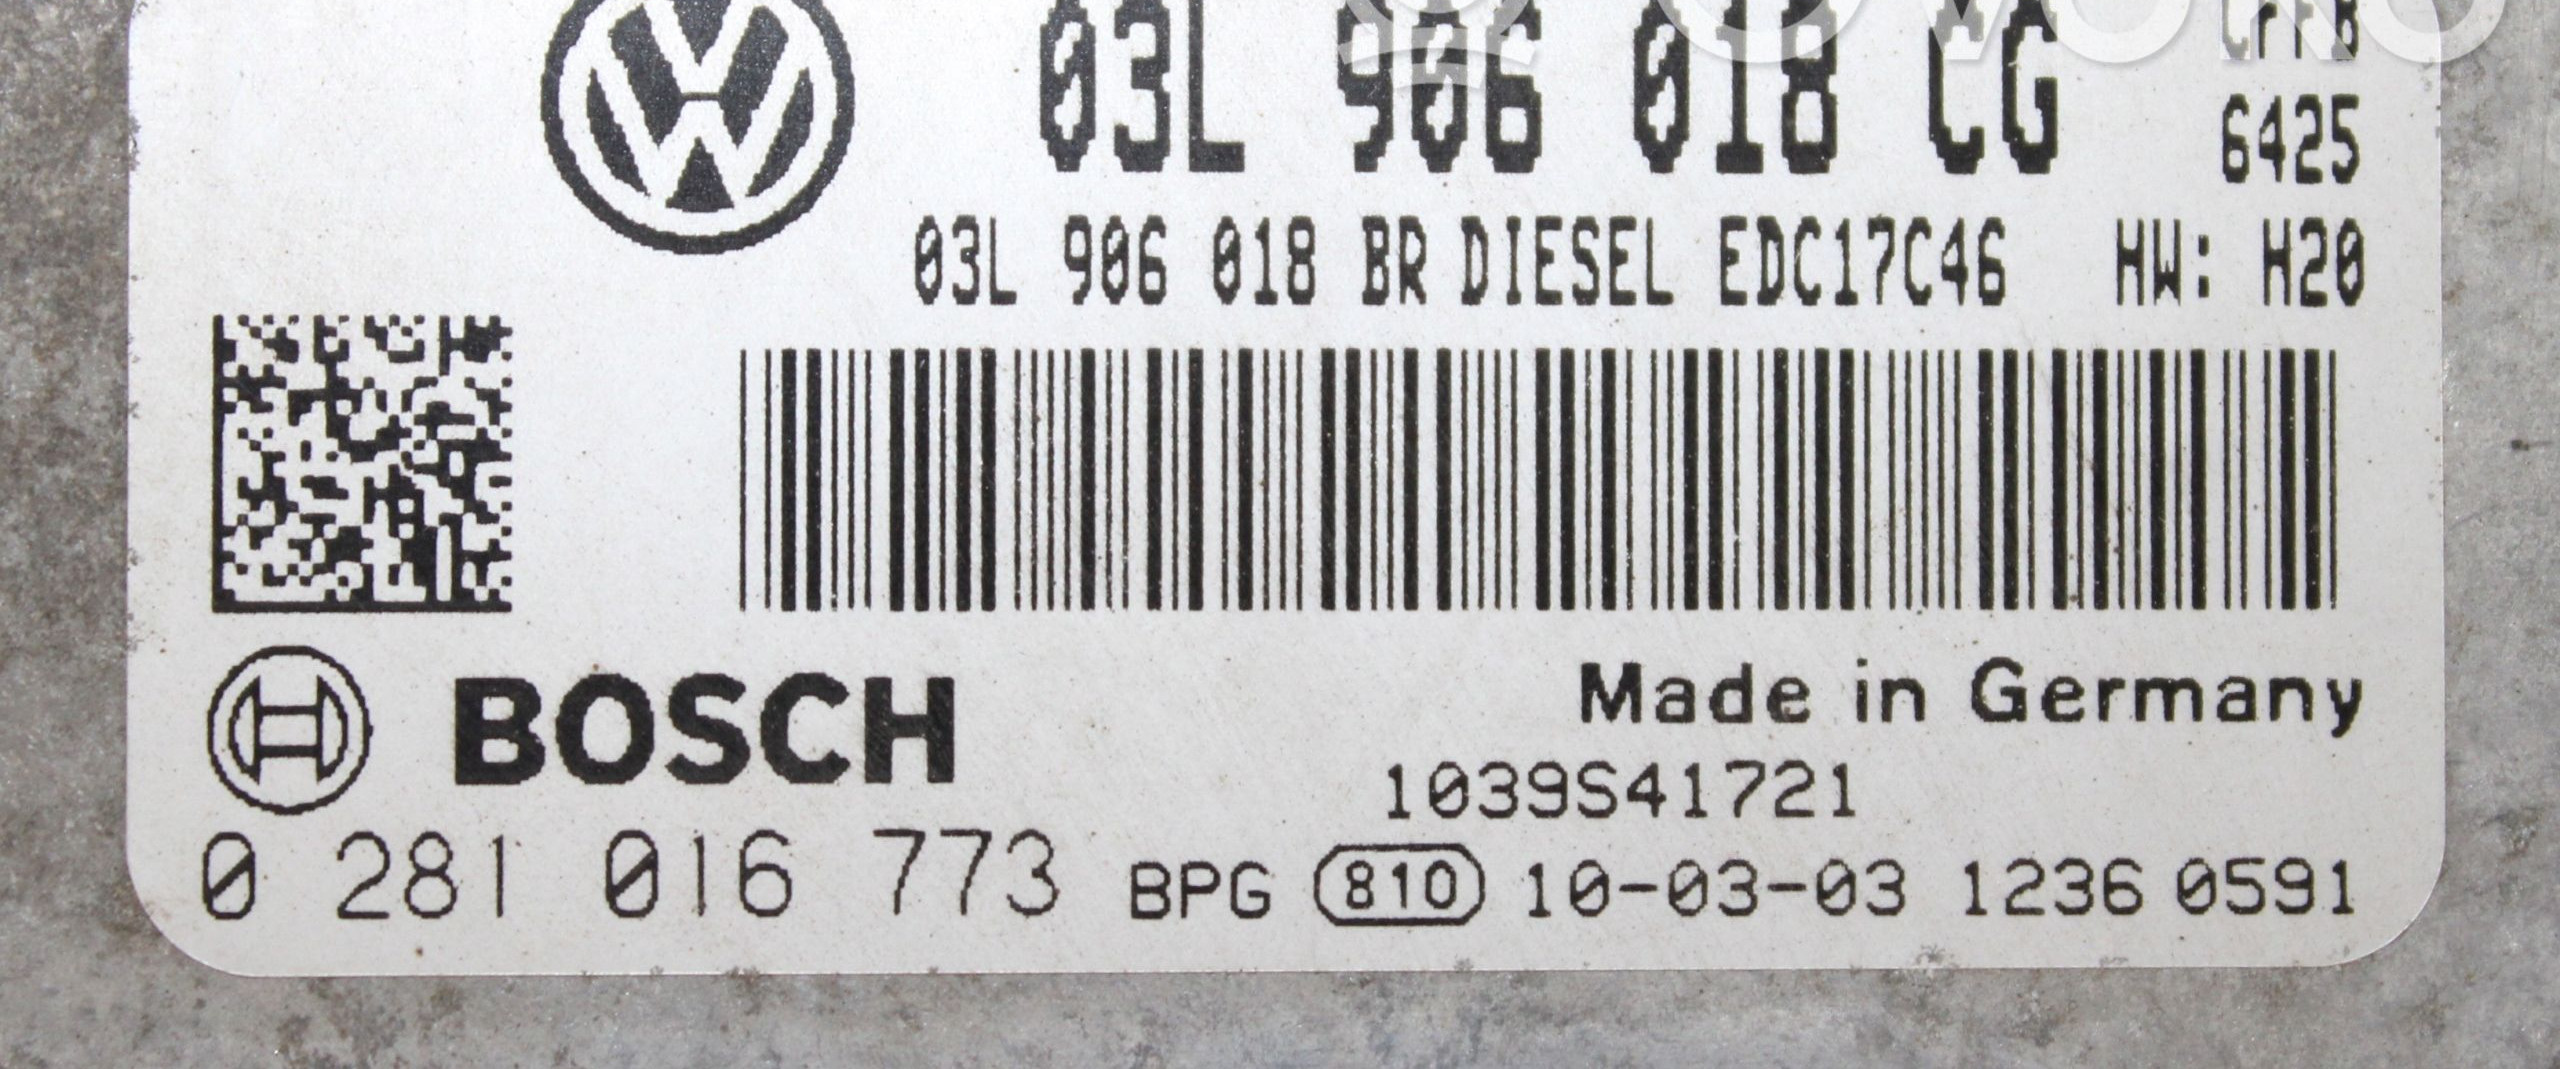 03L 906 018 CG
6425
03L 906 018 BR DIESEL EDC17C46 HW: H20
BOSCH
Made in Germany
1039S41721
0 281 016 773 BPG 810 10-03-03 1236 0591